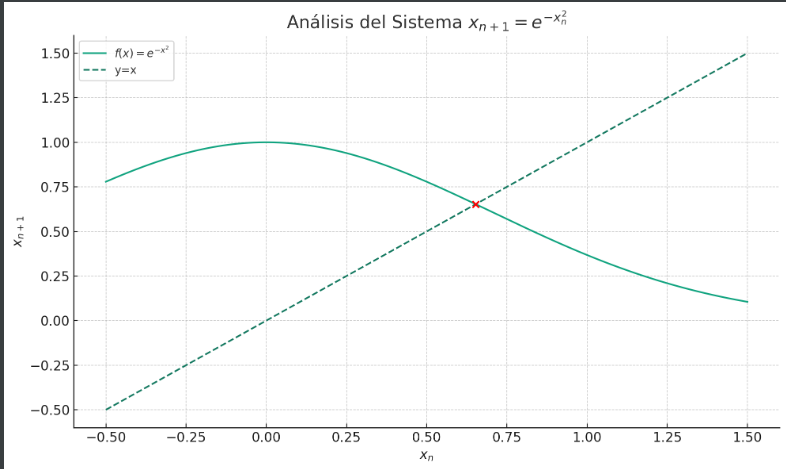 Análisis del Sistema $x_{n+1} = e^{-x_n^2}$
$f(x) = e^{-x^2}$
y=x
1.50
1.25
1.00
0.75
0.50
0.25
0.00
−0.25
−0.50
$x_{n+1}$
−0.50 −0.25 0.00 0.25 0.50 0.75 1.00 1.25 1.50
$x_n$